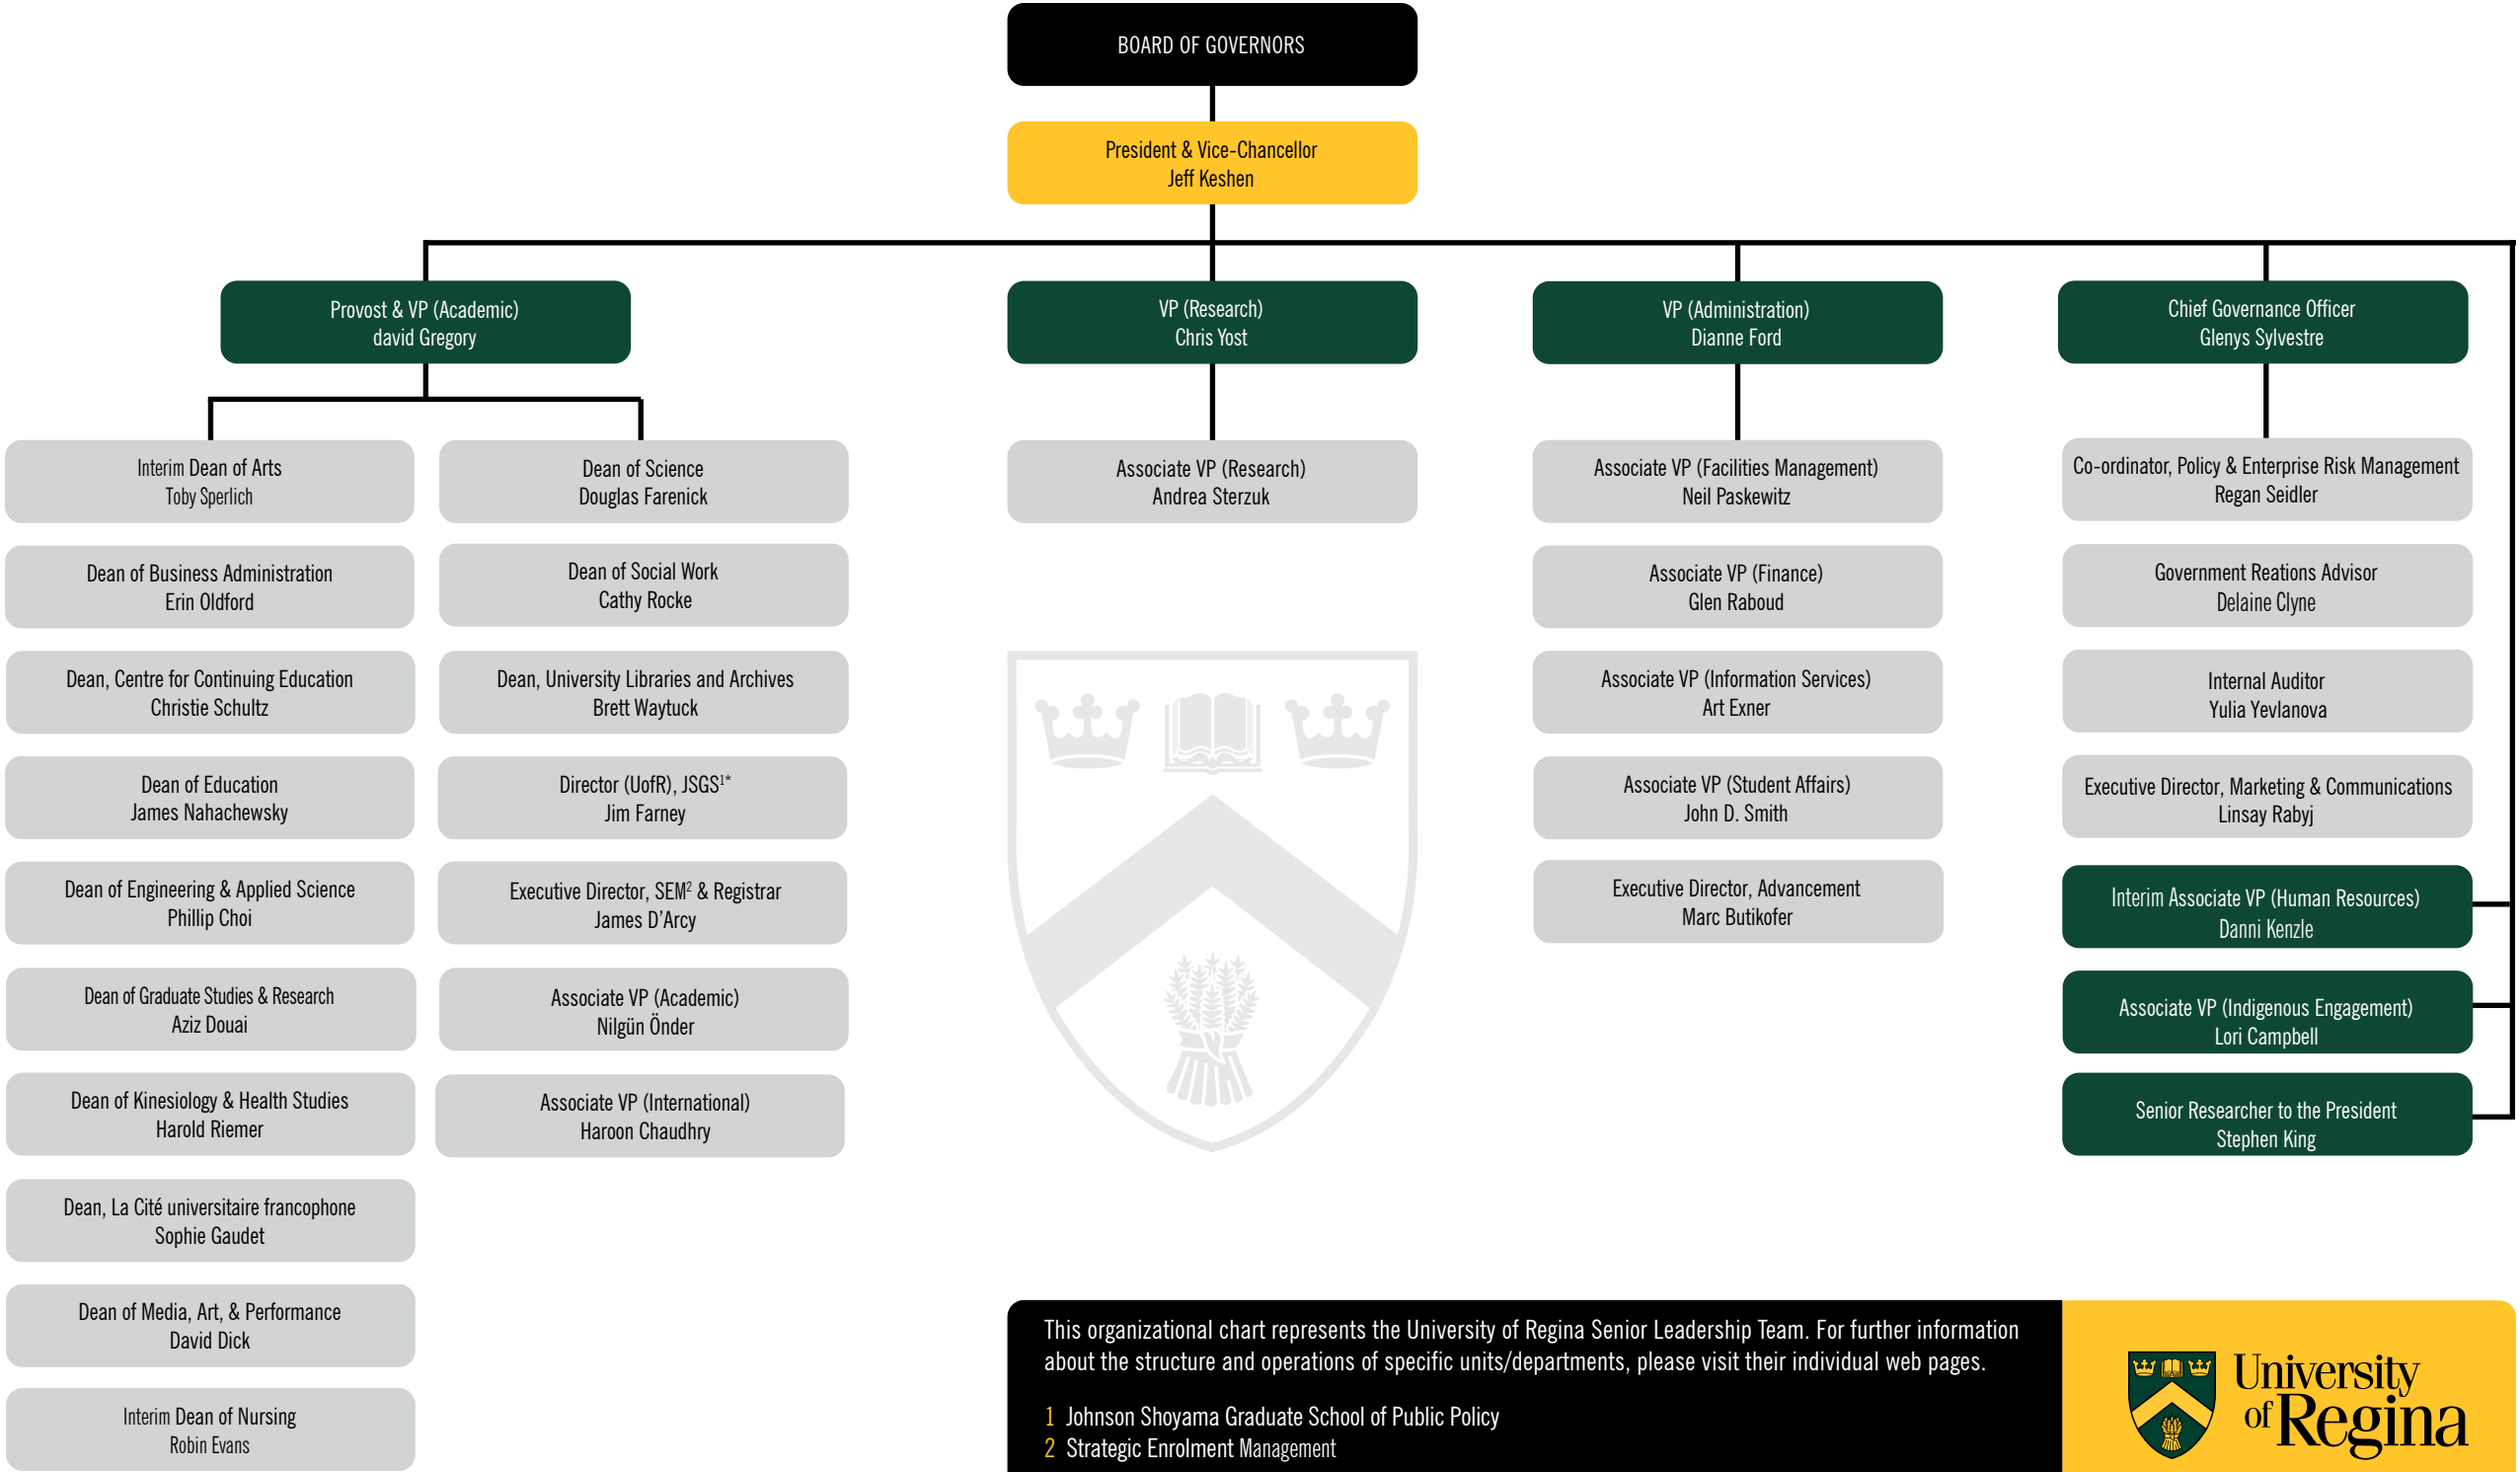 BOARD OF GOVERNORS
President & Vice-Chancellor
Jeff Keshen
Provost & VP (Academic)
david Gregory
VP (Research)
Chris Yost
VP (Administration)
Dianne Ford
Chief Governance Officer
Glenys Sylvestre
Interim Dean of Arts
Toby Sperlich
Dean of Business Administration
Erin Oldford
Dean, Centre for Continuing Education
Christie Schultz
Dean of Education
James Nahachewsky
Dean of Engineering & Applied Science
Phillip Choi
Dean of Graduate Studies & Research
Aziz Douai
Dean of Kinesiology & Health Studies
Harold Riemer
Dean, La Cité universitaire francophone
Sophie Gaudet
Dean of Media, Art, & Performance
David Dick
Interim Dean of Nursing
Robin Evans
Dean of Science
Douglas Farenick
Dean of Social Work
Cathy Rocke
Dean, University Libraries and Archives
Brett Waytuck
Director (UofR), JSGS¹*
Jim Farney
Executive Director, SEM² & Registrar
James D’Arcy
Associate VP (Academic)
Nilgün Önder
Associate VP (International)
Haroon Chaudhry
Associate VP (Research)
Andrea Sterzuk
Associate VP (Facilities Management)
Neil Paskewitz
Associate VP (Finance)
Glen Raboud
Associate VP (Information Services)
Art Exner
Associate VP (Student Affairs)
John D. Smith
Executive Director, Advancement
Marc Butikofer
Co-ordinator, Policy & Enterprise Risk Management
Regan Seidler
Government Reations Advisor
Delaine Clyne
Internal Auditor
Yulia Yevlanova
Executive Director, Marketing & Communications
Linsay Rabyj
Interim Associate VP (Human Resources)
Danni Kenzle
Associate VP (Indigenous Engagement)
Lori Campbell
Senior Researcher to the President
Stephen King
This organizational chart represents the University of Regina Senior Leadership Team. For further information
about the structure and operations of specific units/departments, please visit their individual web pages.
1 Johnson Shoyama Graduate School of Public Policy
2 Strategic Enrolment Management
University
of Regina